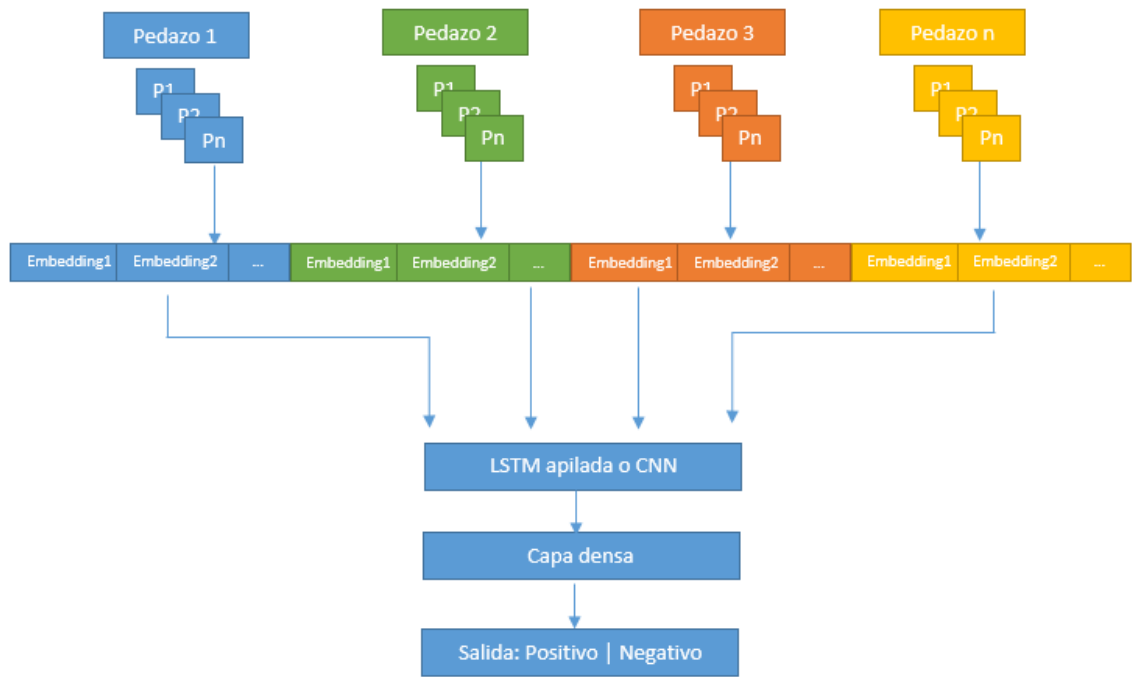 Pedazo 1
Pedazo 2
Pedazo 3
Pedazo n
P1
P2
Pn
P1
P2
Pn
P1
P2
Pn
P1
P2
Pn
Embedding1 Embedding2 ... Embedding1 Embedding2 ... Embedding1 Embedding2 ... Embedding1 Embedding2 ...
LSTM apilada o CNN
Capa densa
Salida: Positivo | Negativo